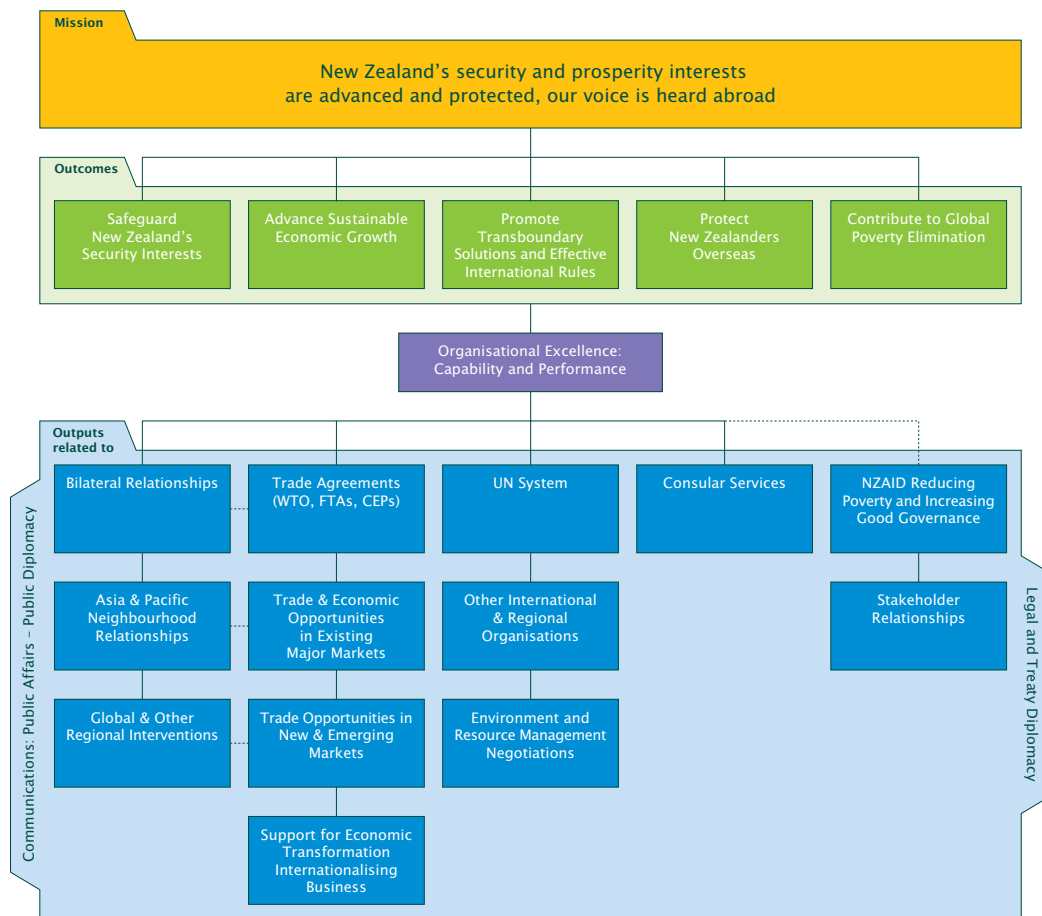 Mission
New Zealand's security and prosperity interests
are advanced and protected, our voice is heard abroad
Outcomes
Safeguard
New Zealand's
Security Interests
Advance Sustainable
Economic Growth
Promote
Transboundary
Solutions and Effective
International Rules
Protect
New Zealanders
Overseas
Contribute to Global
Poverty Elimination
Organisational Excellence:
Capability and Performance
Outputs
related to
Bilateral Relationships
Trade Agreements
(WTO, FTAs, CEPs)
UN System
Consular Services
NZAID Reducing
Poverty and Increasing
Good Governance
Asia & Pacific
Neighbourhood
Relationships
Trade & Economic
Opportunities
in Existing
Major Markets
Other International
& Regional
Organisations
Stakeholder
Relationships
Global & Other
Regional Interventions
Trade Opportunities in
New & Emerging
Markets
Environment and
Resource Management
Negotiations
Support for Economic
Transformation
Internationalising
Business
Communications: Public Affairs – Public Diplomacy
Legal and Treaty Diplomacy